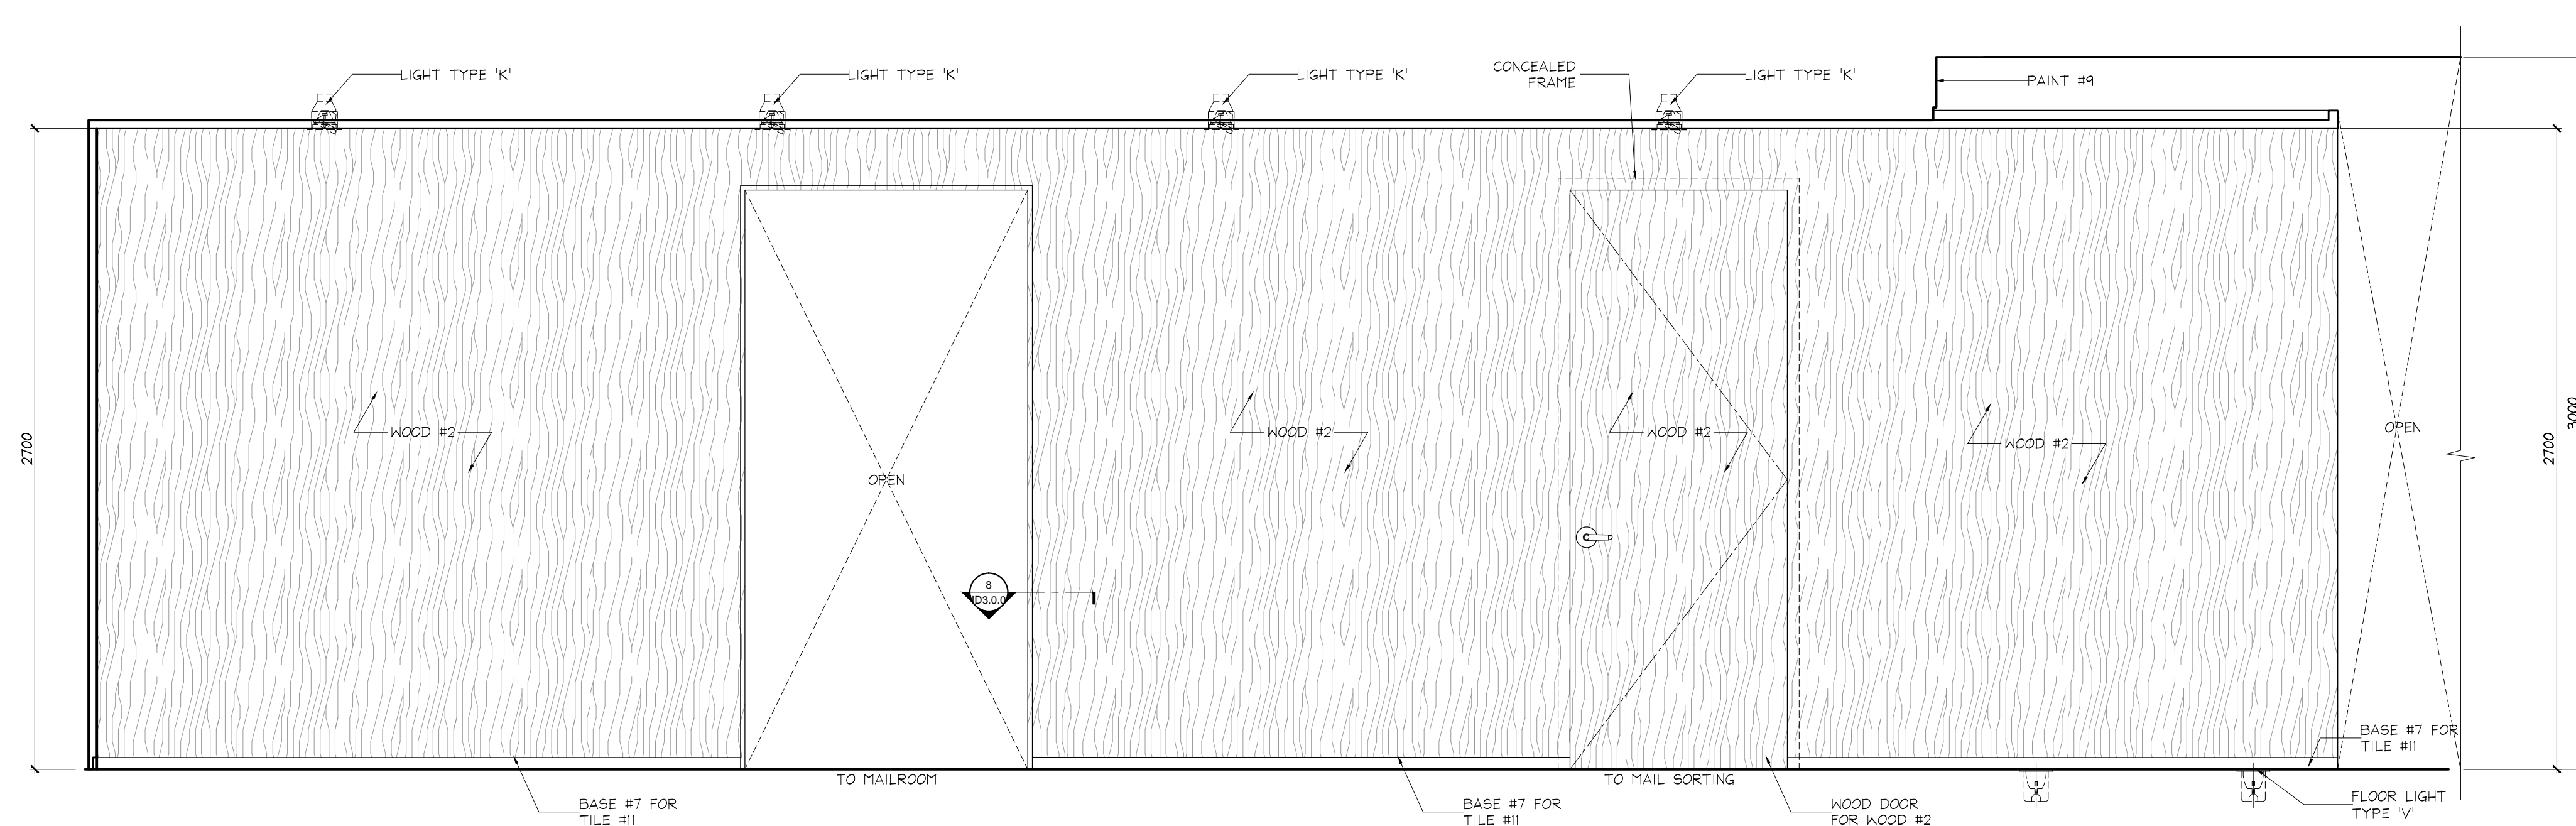 LIGHT TYPE 'K'
LIGHT TYPE 'K'
LIGHT TYPE 'K'
CONCEALED
FRAME
LIGHT TYPE 'K'
PAINT #9
2700
WOOD #2
OPEN
WOOD #2
WOOD #2
WOOD #2
OPEN
2700
3000
8
ID3.0.0
TO MAILROOM
TO MAIL SORTING
BASE #7 FOR
TILE #11
BASE #7 FOR
TILE #11
WOOD DOOR
FOR WOOD #2
BASE #7 FOR
TILE #11
FLOOR LIGHT
TYPE 'V'